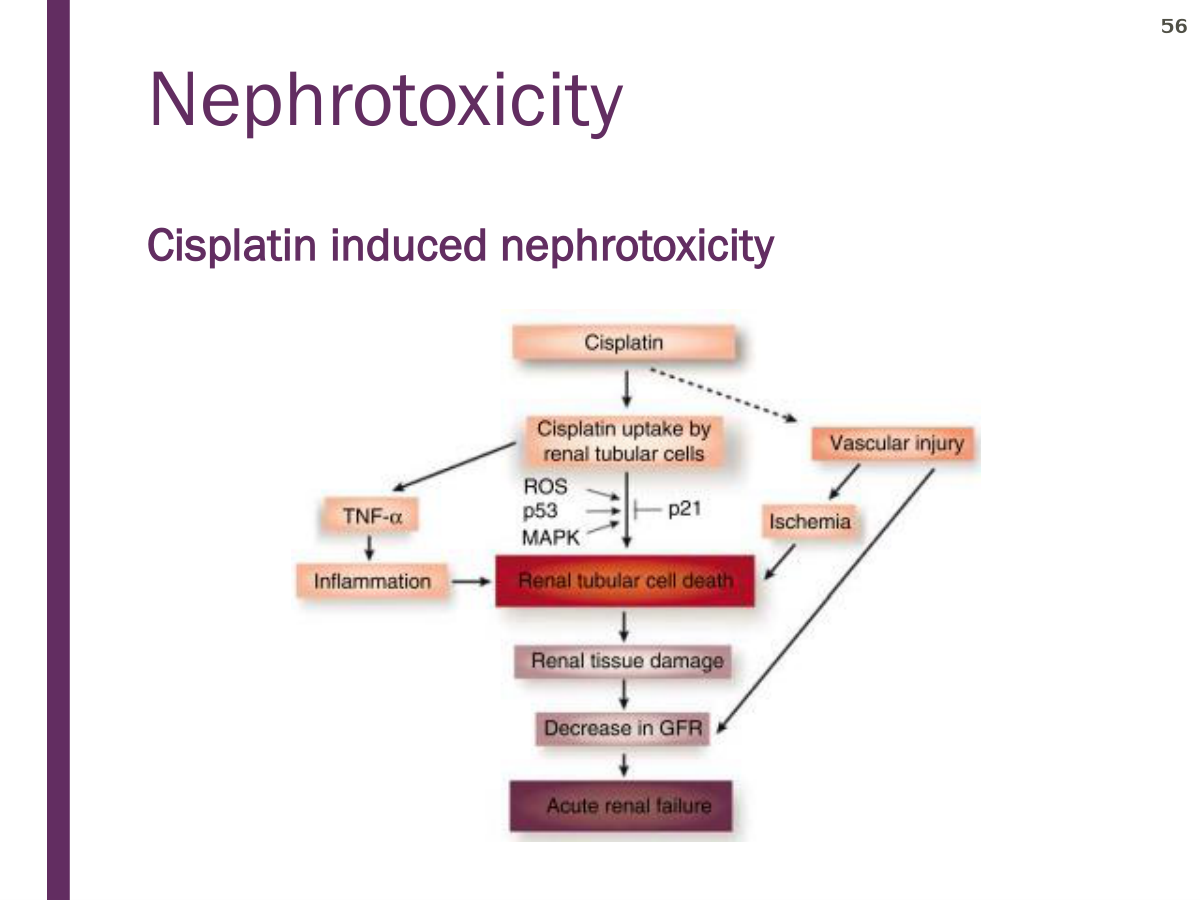 56
Nephrotoxicity
Cisplatin induced nephrotoxicity
Cisplatin
Cisplatin uptake by
renal tubular cells
Vascular injury
ROS
p53
MAPK
p21
TNF-α
Ischemia
Inflammation
Renal tubular cell death
Renal tissue damage
Decrease in GFR
Acute renal failure